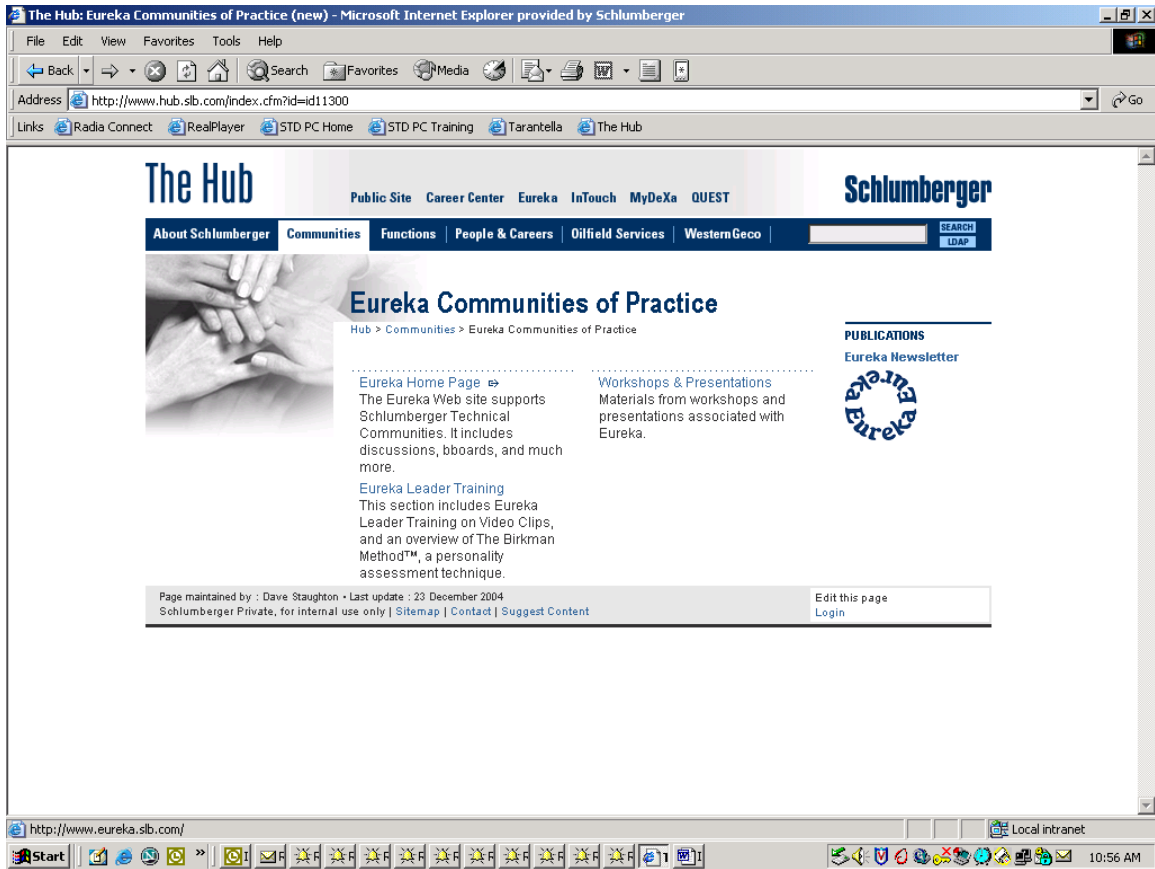 The Hub: Eureka Communities of Practice (new) - Microsoft Internet Explorer provided by Schlumberger
File Edit View Favorites Tools Help
Back Search Favorites Media
Address http://www.hub.slb.com/index.cfm?id=id11300 Go
Links Radia Connect RealPlayer STD PC Home STD PC Training Tarantella The Hub
The Hub
Public Site Career Center Eureka InTouch MyDeXa QUEST
Schlumberger
About Schlumberger Communities Functions | People & Careers | Oilfield Services | WesternGeco |
SEARCH
LDAP
Eureka Communities of Practice
Hub > Communities > Eureka Communities of Practice
Eureka Home Page
The Eureka Web site supports
Schlumberger Technical
Communities. It includes
discussions, bboards, and much
more.
Eureka Leader Training
This section includes Eureka
Leader Training on Video Clips,
and an overview of The Birkman
Method™, a personality
assessment technique.
Workshops & Presentations
Materials from workshops and
presentations associated with
Eureka.
PUBLICATIONS
Eureka Newsletter
Eureka Eureka
Page maintained by : Dave Staughton • Last update : 23 December 2004
Schlumberger Private, for internal use only | Sitemap | Contact | Suggest Content
Edit this page
Login
http://www.eureka.slb.com/
Local intranet
Start
10:56 AM